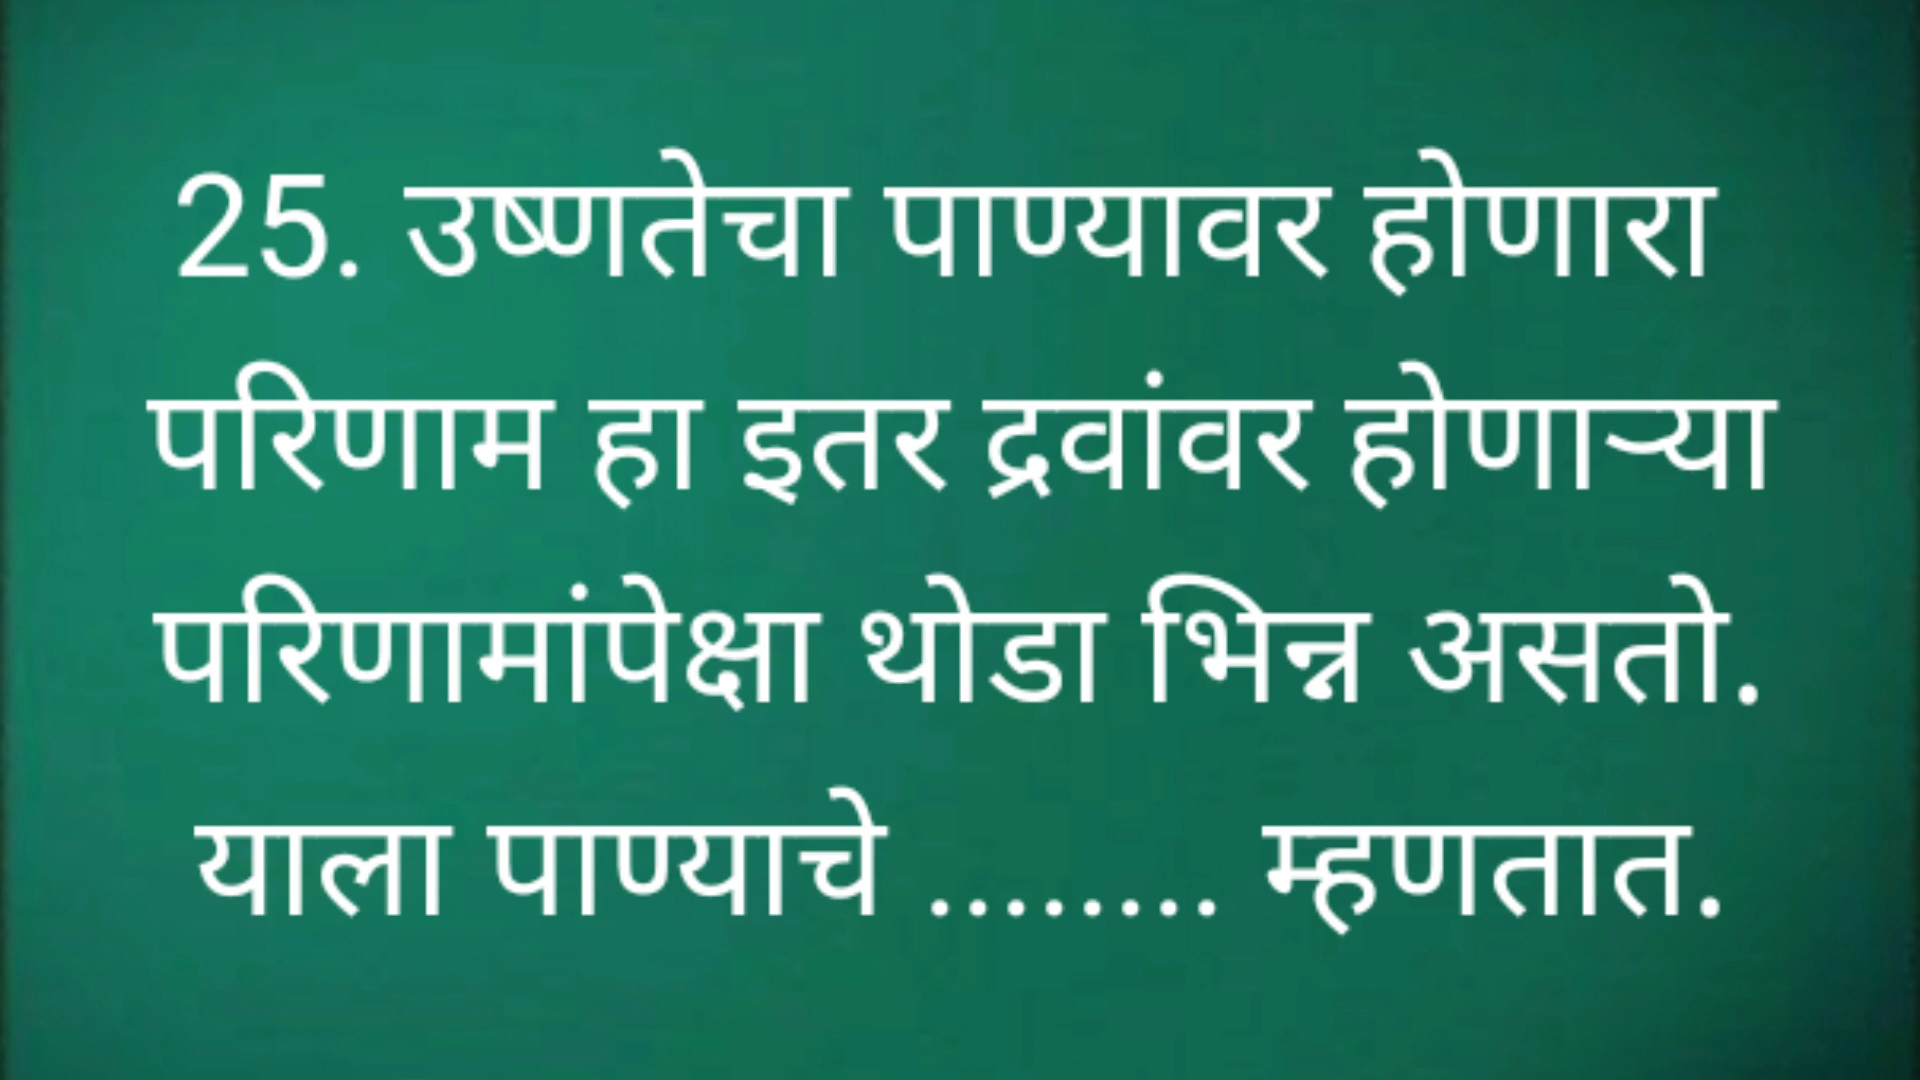 25. उष्णतेचा पाण्यावर होणारा
परिणाम हा इतर द्रवांवर होणाऱ्या
परिणामांपेक्षा थोडा भिन्न असतो.
याला पाण्याचे ........ म्हणतात.